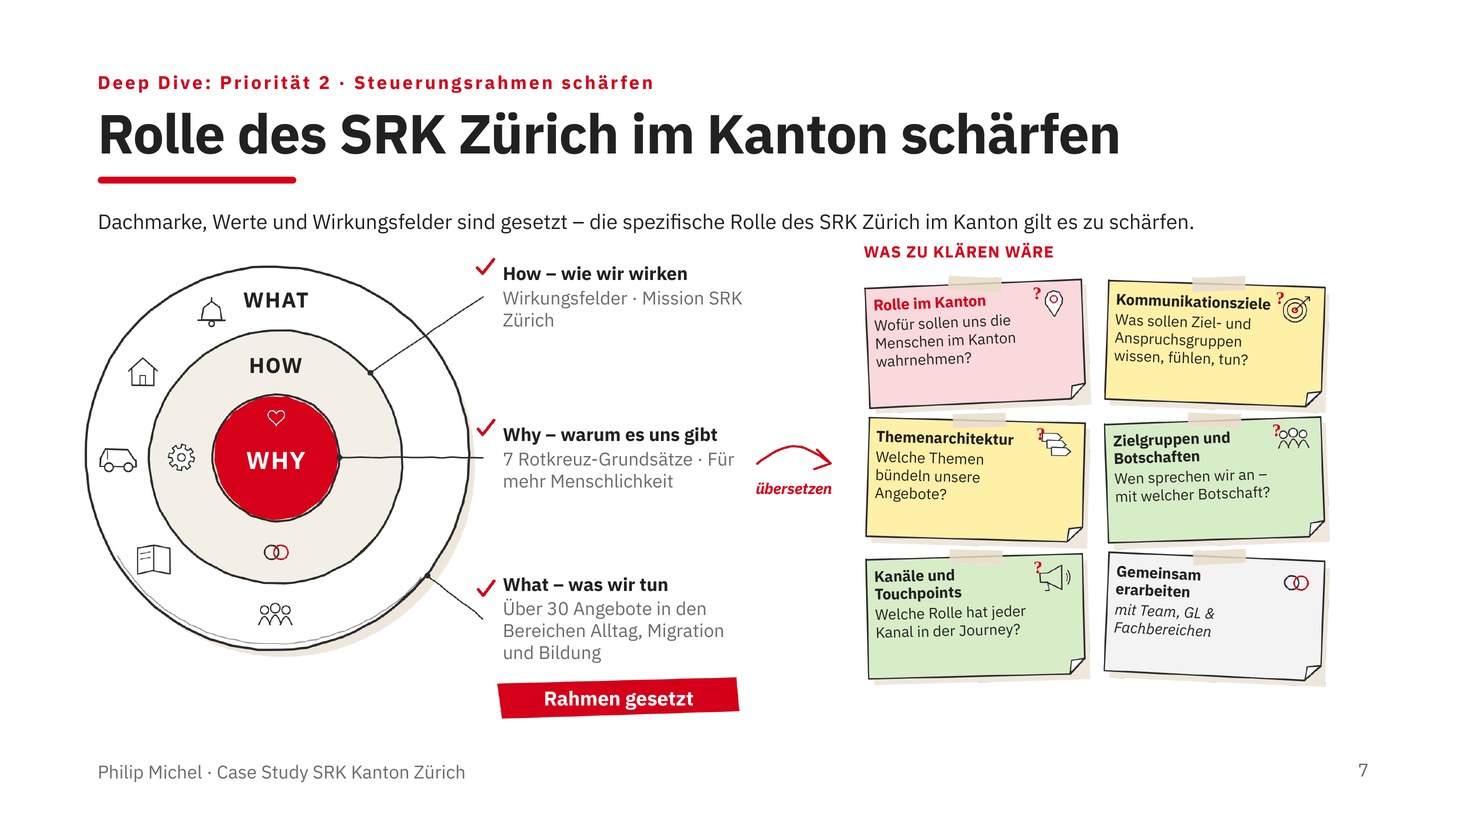 Deep Dive: Priorität 2 · Steuerungsrahmen schärfen
Rolle des SRK Zürich im Kanton schärfen
Dachmarke, Werte und Wirkungsfelder sind gesetzt – die spezifische Rolle des SRK Zürich im Kanton gilt es zu schärfen.
WHAT
HOW
WHY
How – wie wir wirken
Wirkungsfelder · Mission SRK
Zürich
Why – warum es uns gibt
7 Rotkreuz-Grundsätze · Für
mehr Menschlichkeit
What – was wir tun
Über 30 Angebote in den
Bereichen Alltag, Migration
und Bildung
Rahmen gesetzt
übersetzen
WAS ZU KLÄREN WÄRE
Rolle im Kanton ?
Wofür sollen uns die
Menschen im Kanton
wahrnehmen?
Kommunikationsziele ?
Was sollen Ziel- und
Anspruchsgruppen
wissen, fühlen, tun?
Themenarchitektur ?
Welche Themen
bündeln unsere
Angebote?
Zielgruppen und ?
Botschaften
Wen sprechen wir an –
mit welcher Botschaft?
Kanäle und ?
Touchpoints
Welche Rolle hat jeder
Kanal in der Journey?
Gemeinsam
erarbeiten
mit Team, GL &
Fachbereichen
Philip Michel · Case Study SRK Kanton Zürich
7